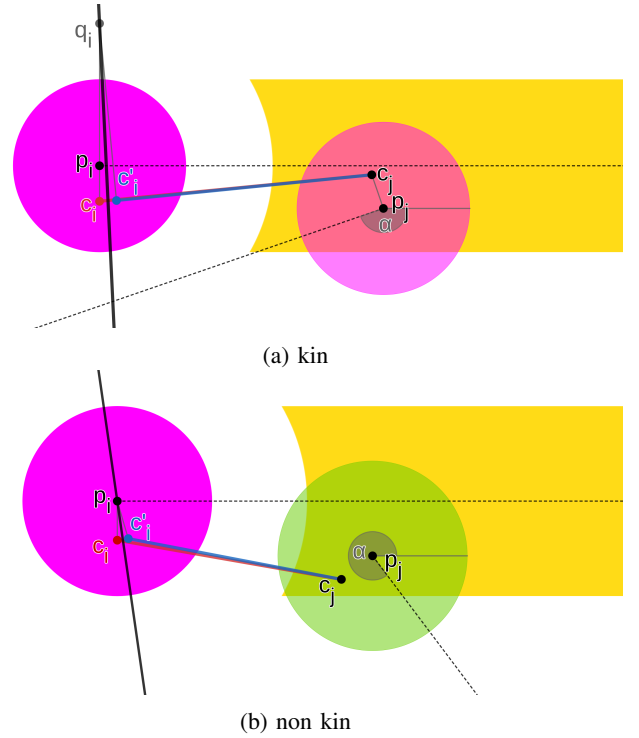 q_i
p_i
c'_i
c_j
c_i
p_j
α
(a) kin
p_i
c'_i
c_i
α
p_j
c_j
(b) non kin